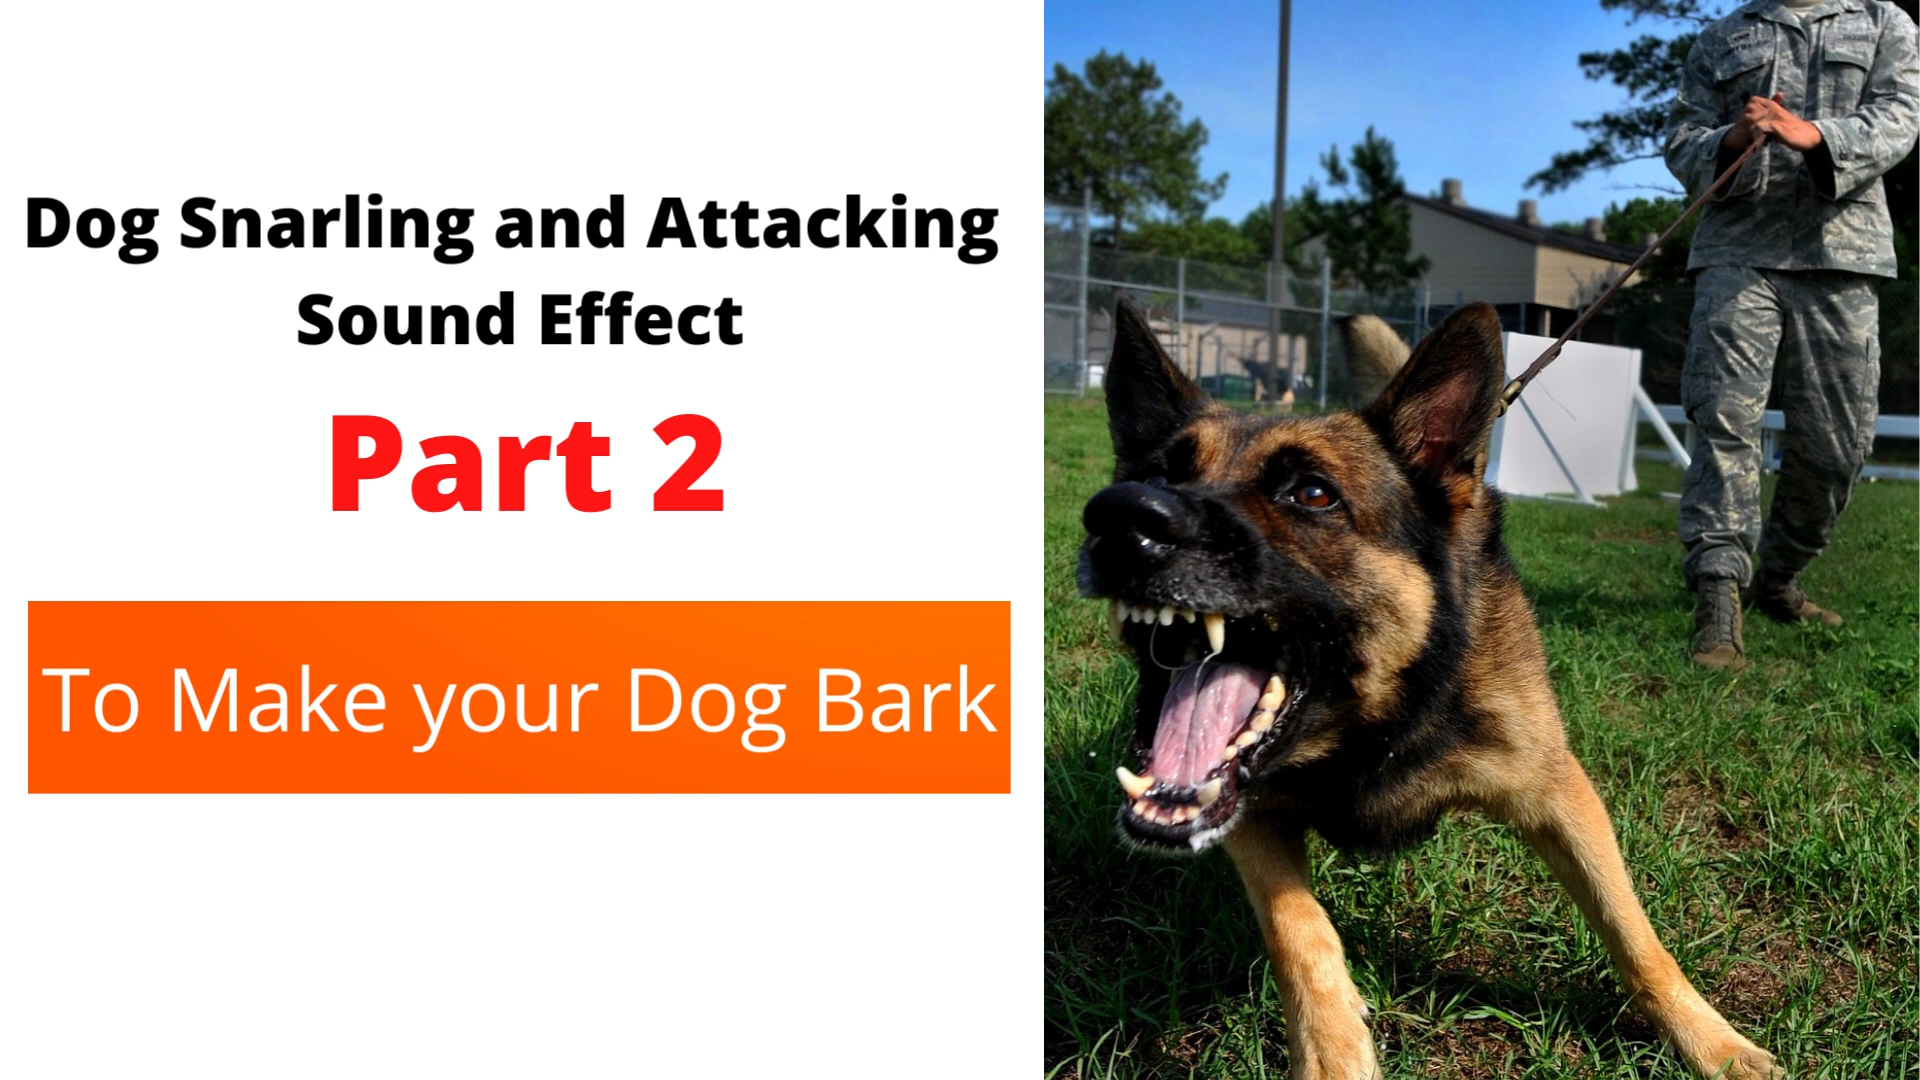 Dog Snarling and Attacking
Sound Effect
Part 2
To Make your Dog Bark